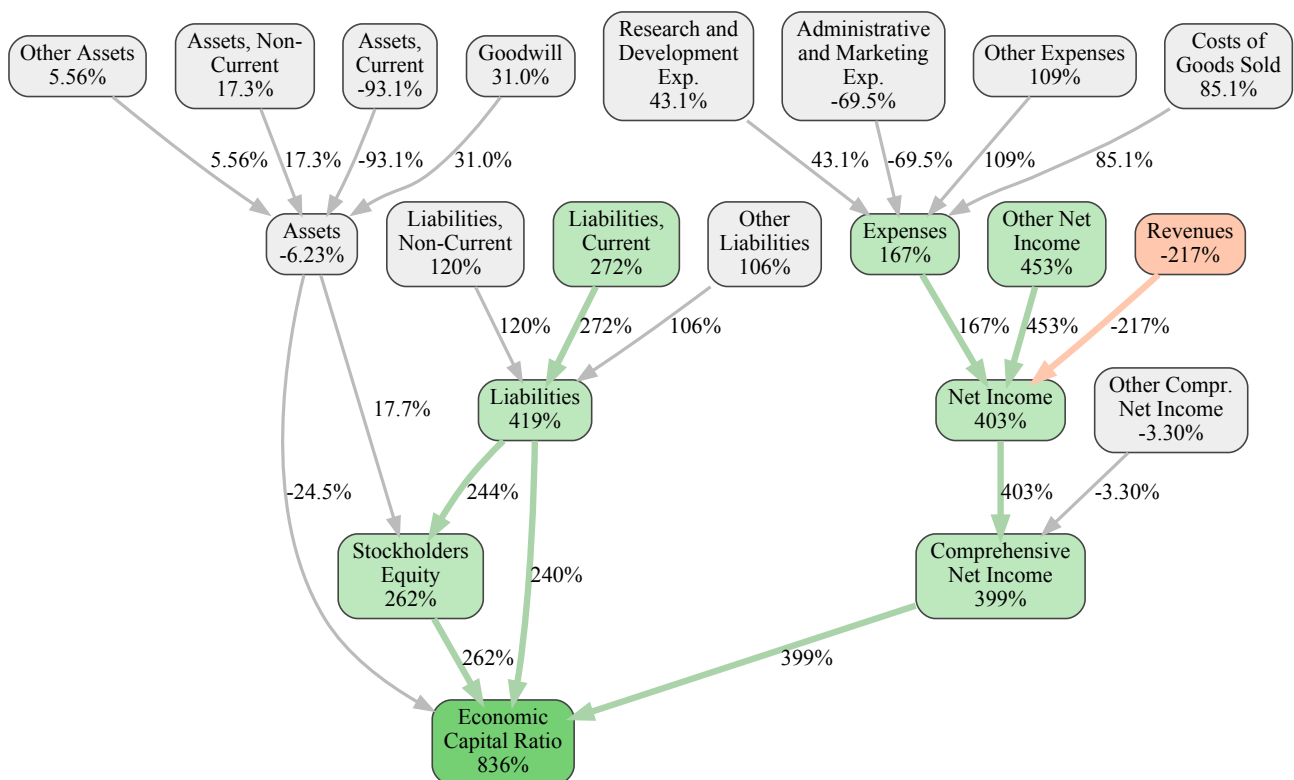 Other Assets
5.56%
Assets, Non-
Current
17.3%
Assets,
Current
-93.1%
Goodwill
31.0%
Research and
Development
Exp.
43.1%
Administrative
and Marketing
Exp.
-69.5%
Other Expenses
109%
Costs of
Goods Sold
85.1%
5.56%
17.3%
-93.1%
31.0%
43.1%
-69.5%
109%
85.1%
Assets
-6.23%
Liabilities,
Non-Current
120%
Liabilities,
Current
272%
Other
Liabilities
106%
Expenses
167%
Other Net
Income
453%
Revenues
-217%
120%
272%
106%
167%
453%
-217%
Liabilities
419%
Net Income
403%
Other Compr.
Net Income
-3.30%
17.7%
-24.5%
244%
240%
403%
-3.30%
Stockholders
Equity
262%
Comprehensive
Net Income
399%
262%
399%
Economic
Capital Ratio
836%